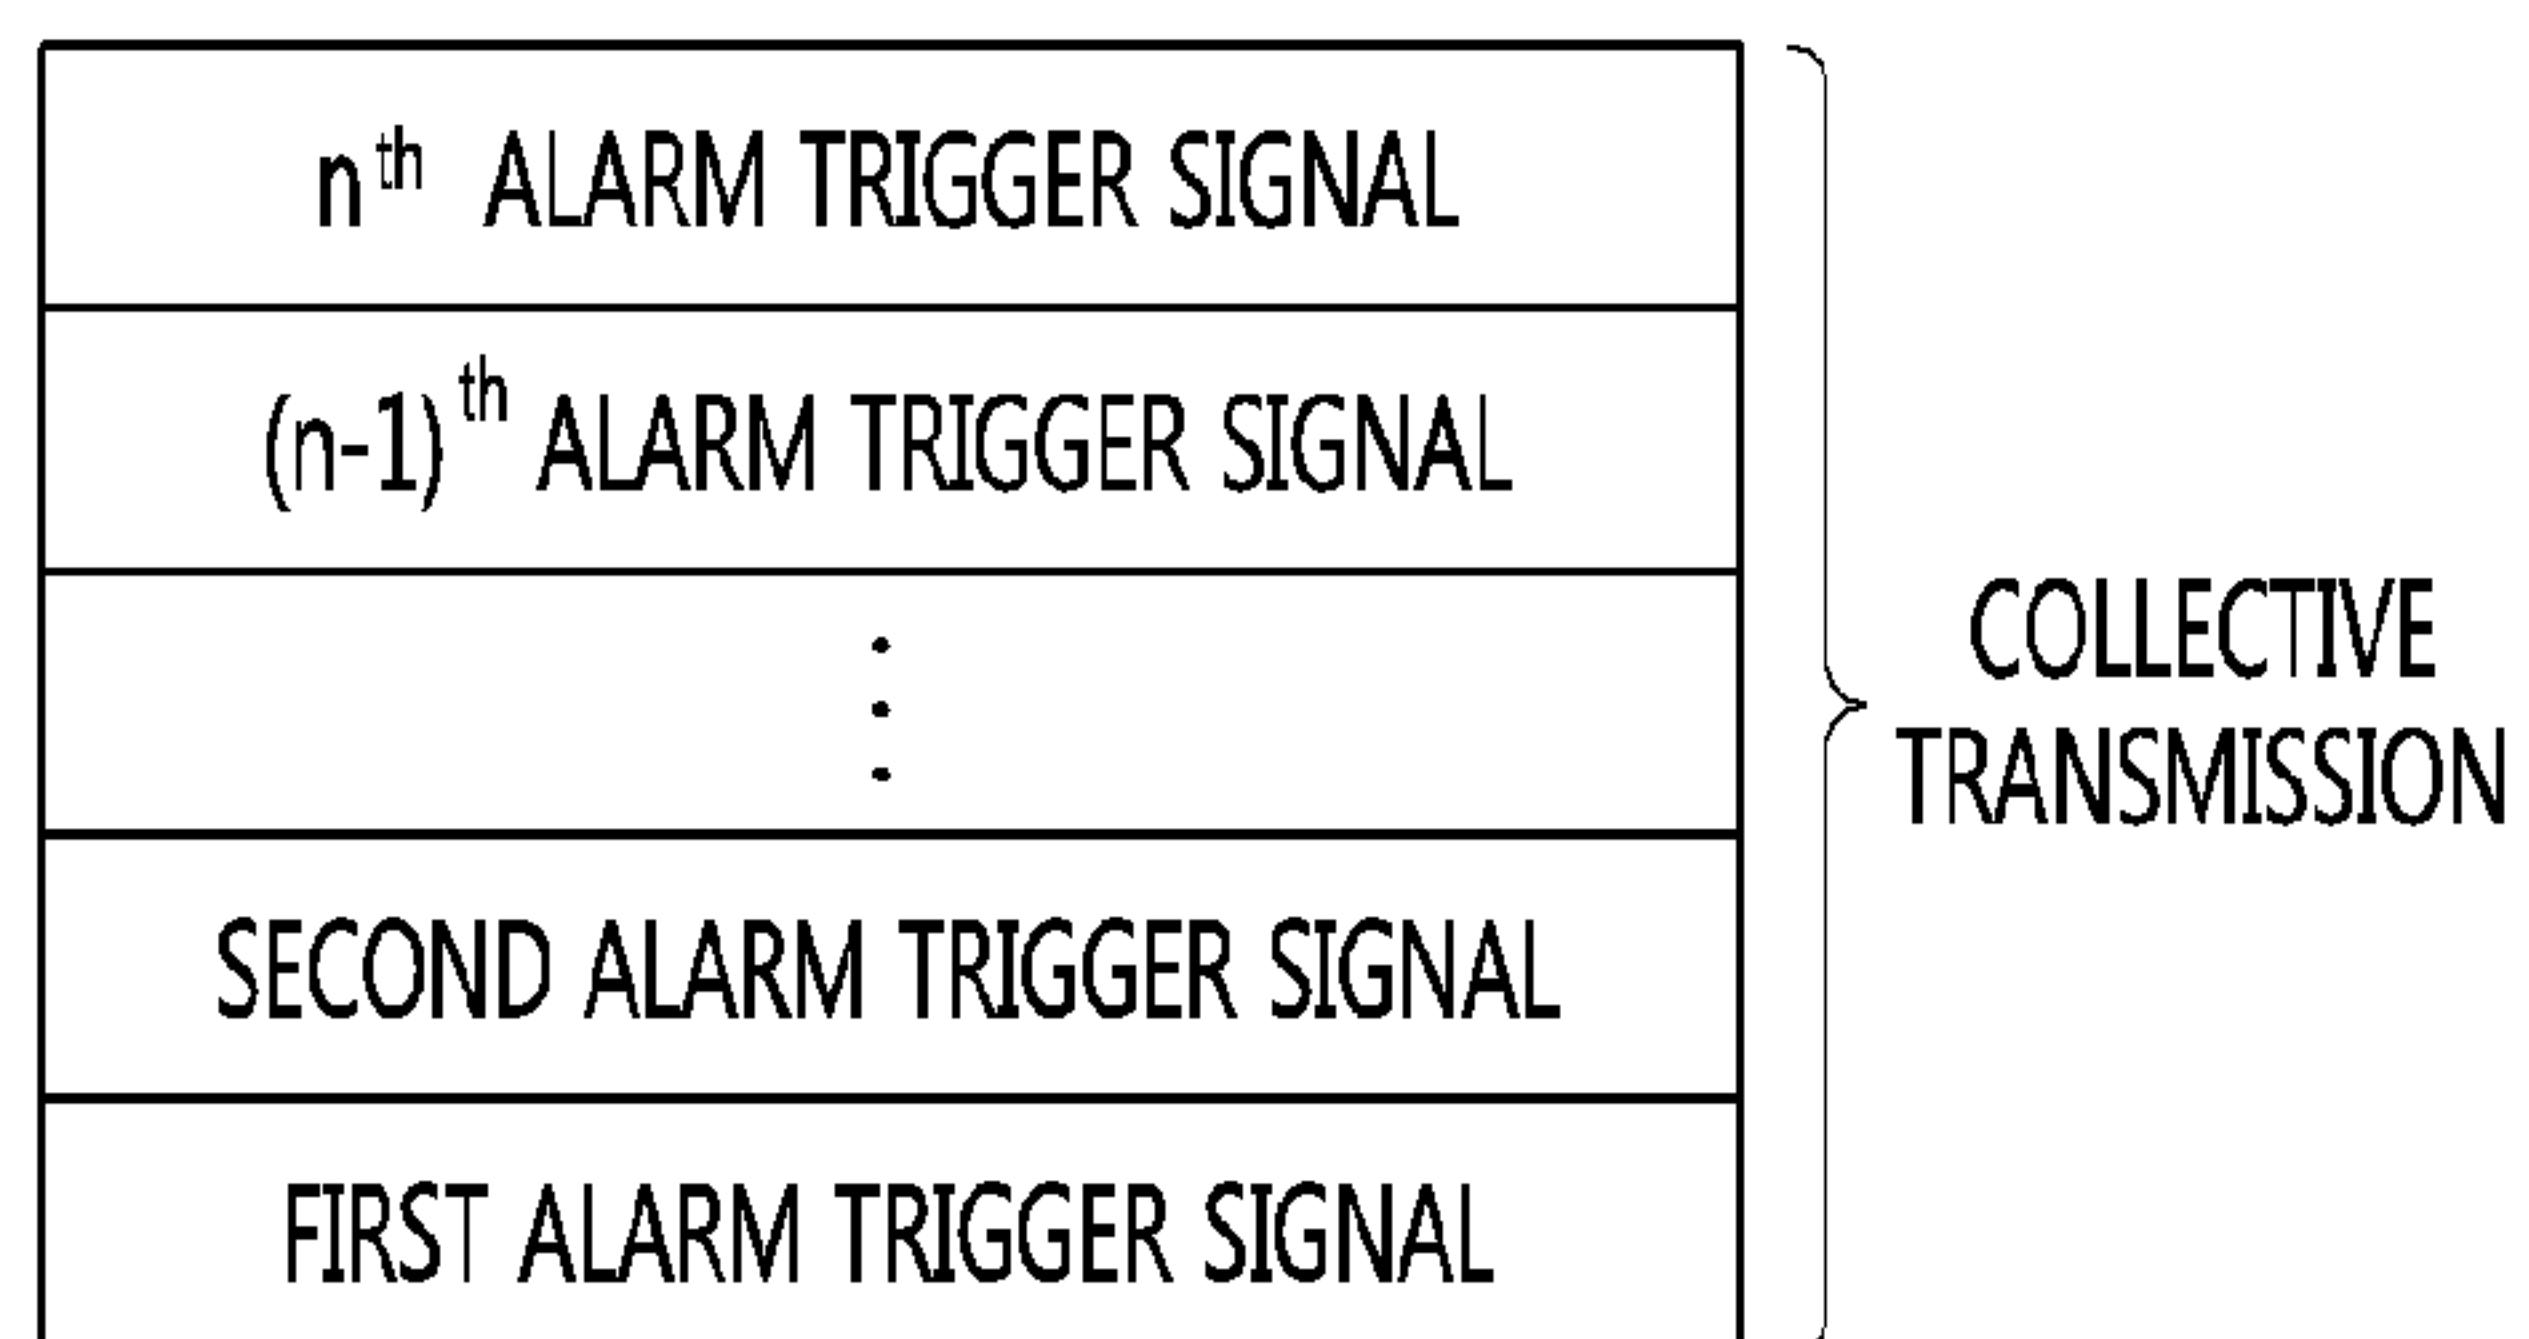 nth ALARM TRIGGER SIGNAL
(n-1)th ALARM TRIGGER SIGNAL
COLLECTIVE
TRANSMISSION
SECOND ALARM TRIGGER SIGNAL
FIRST ALARM TRIGGER SIGNAL